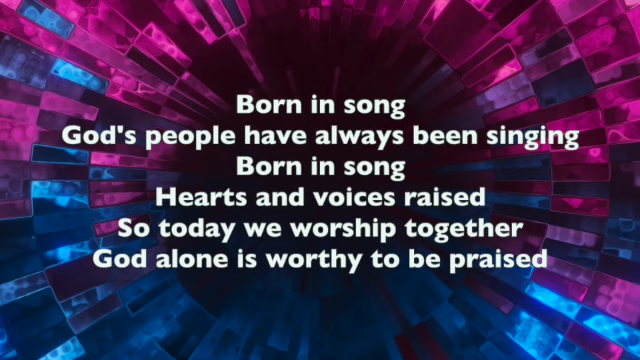 Born in song
God's people have always been singing
Born in song
Hearts and voices raised
So today we worship together
God alone is worthy to be praised